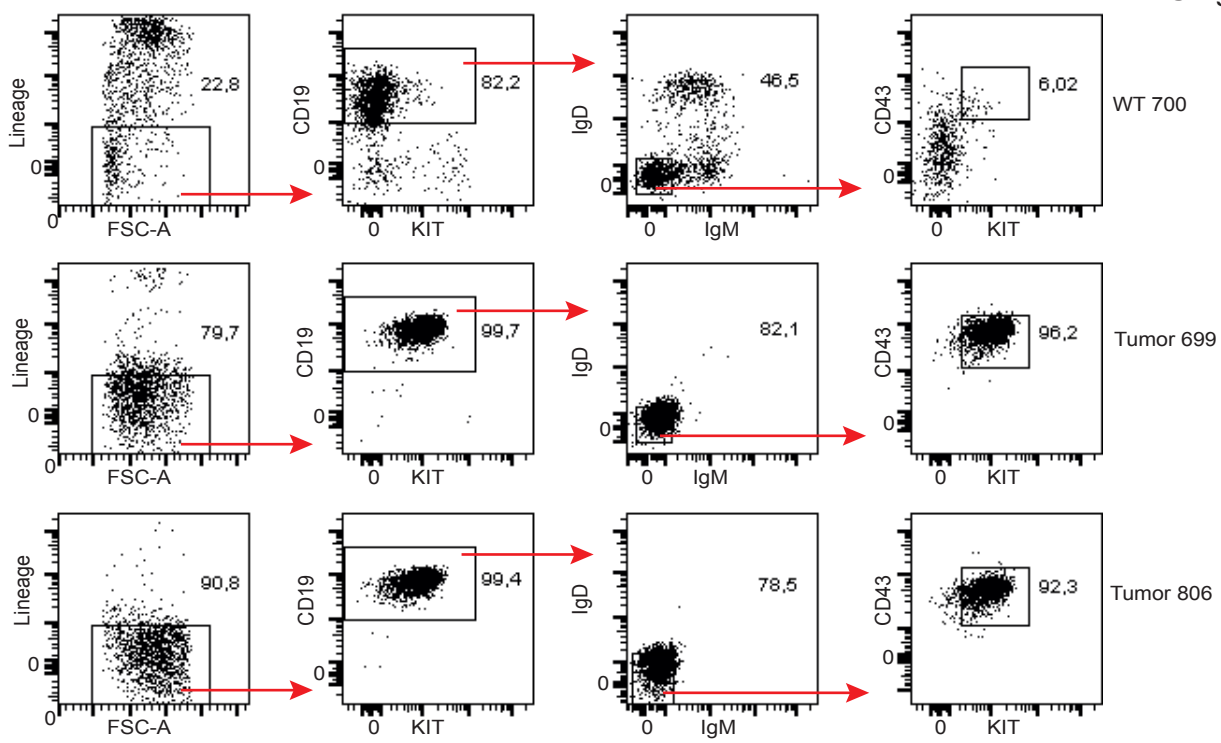 Lineage
0
22,8
0
FSC-A
CD19
0
82,2
0
KIT
IgD
0
46,5
0
IgM
CD43
0
6,02
0
KIT
WT 700
Lineage
0
79,7
0
FSC-A
CD19
0
99,7
0
KIT
IgD
0
82,1
0
IgM
CD43
0
96,2
0
KIT
Tumor 699
Lineage
0
90,8
0
FSC-A
CD19
0
99,4
0
KIT
IgD
0
78,5
0
IgM
CD43
0
92,3
0
KIT
Tumor 806